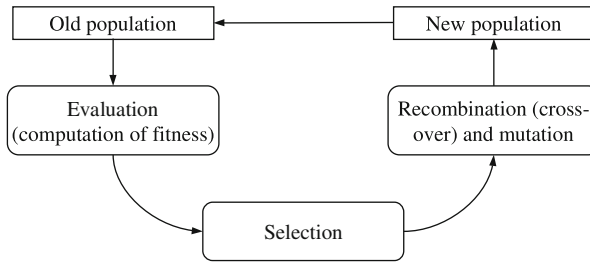 Old population
New population
Evaluation
(computation of fitness)
Recombination (cross-
over) and mutation
Selection